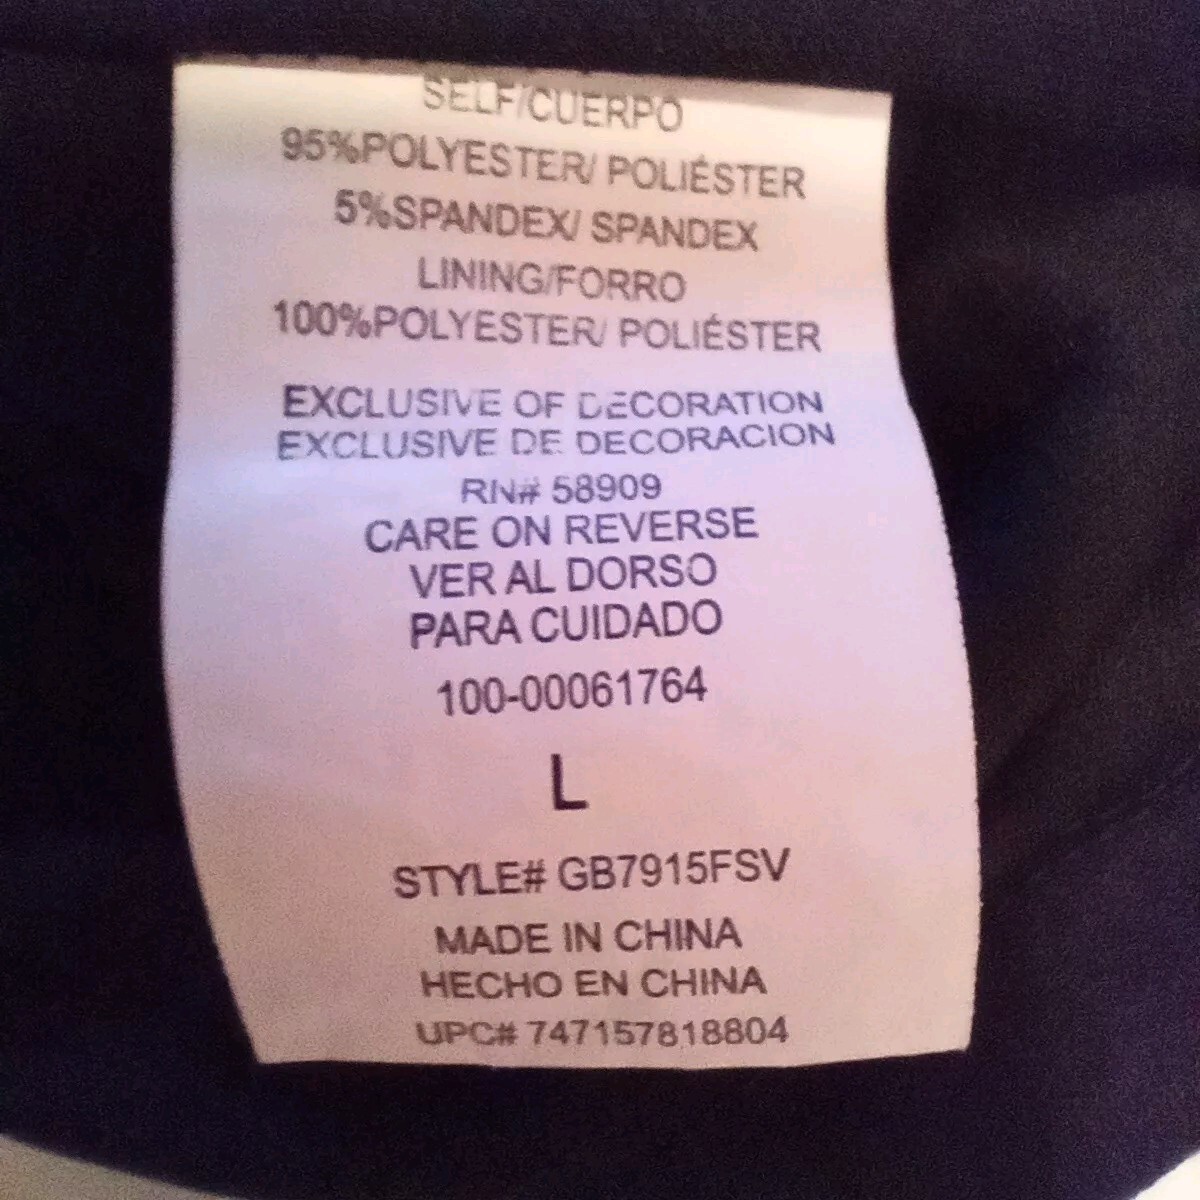 SELF/CUERPO
95%POLYESTER/ POLIÉSTER
5%SPANDEX/ SPANDEX
LINING/FORRO
100%POLYESTER/ POLIÉSTER
EXCLUSIVE OF DECORATION
EXCLUSIVE DE DECORACION
RN# 58909
CARE ON REVERSE
VER AL DORSO
PARA CUIDADO
100-00061764
L
STYLE# GB7915FSV
MADE IN CHINA
HECHO EN CHINA
UPC# 747157818804